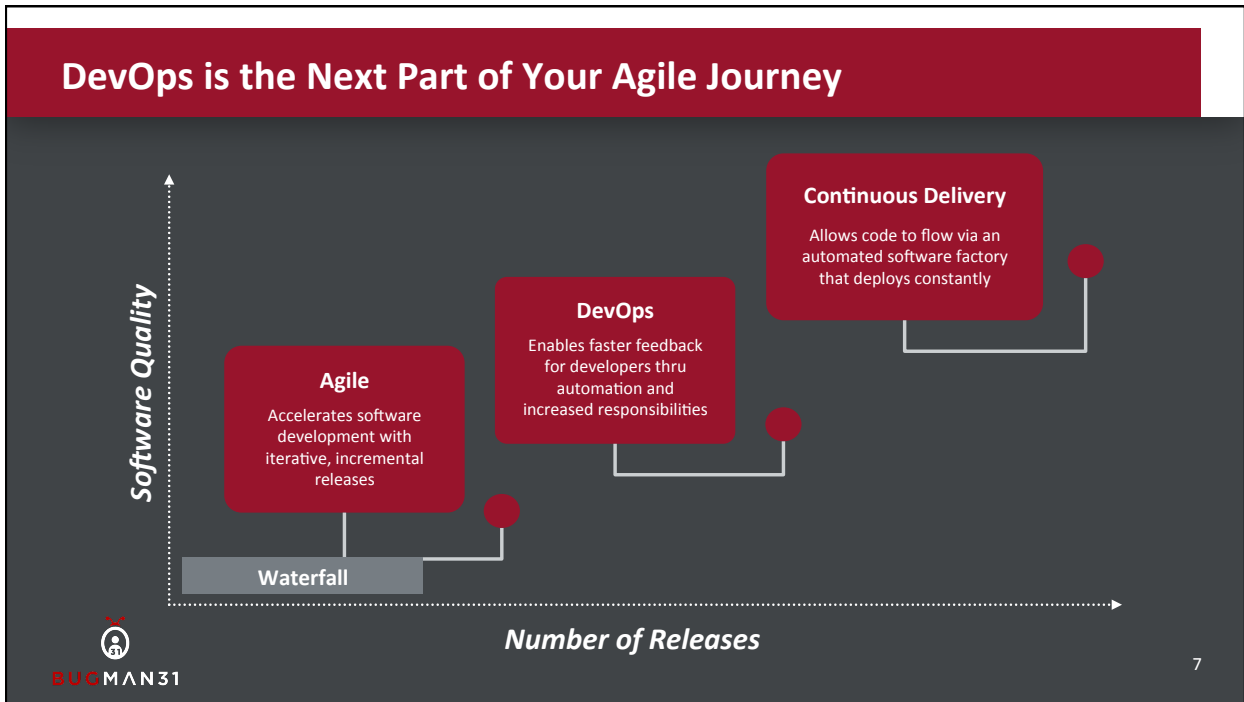 DevOps is the Next Part of Your Agile Journey
Software Quality
Continuous Delivery
Allows code to flow via an
automated software factory
that deploys constantly
DevOps
Enables faster feedback
for developers thru
automation and
increased responsibilities
Agile
Accelerates software
development with
iterative, incremental
releases
Waterfall
Number of Releases
31
BUGMAN31
7